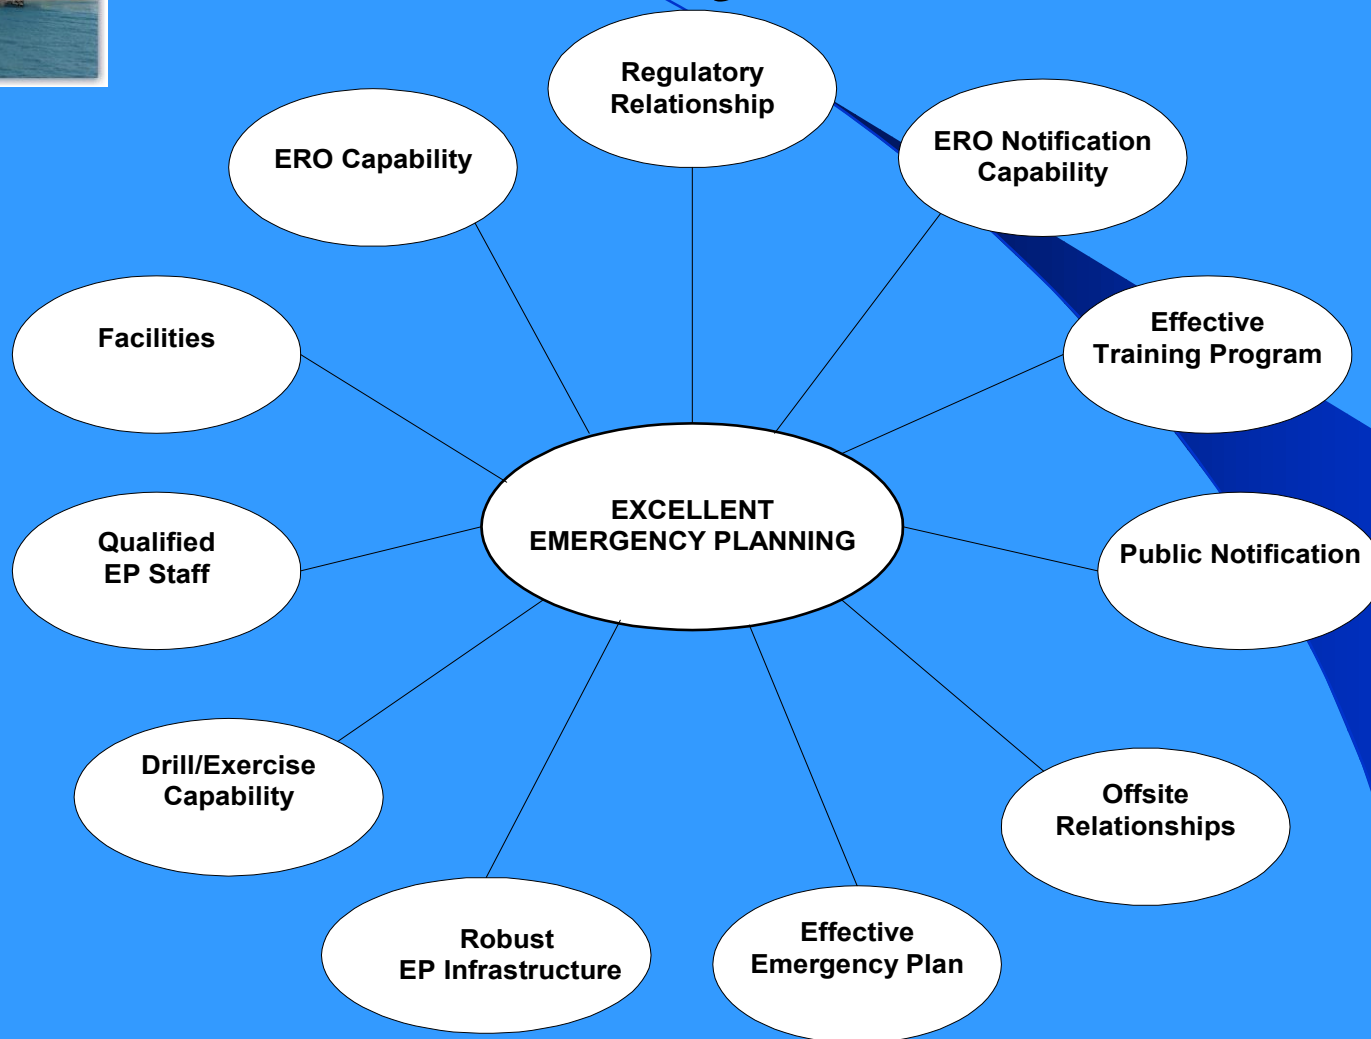 Regulatory
Relationship
ERO Capability
ERO Notification
Capability
Facilities
Effective
Training Program
EXCELLENT
EMERGENCY PLANNING
Qualified
EP Staff
Public Notification
Drill/Exercise
Capability
Offsite
Relationships
Robust
EP Infrastructure
Effective
Emergency Plan